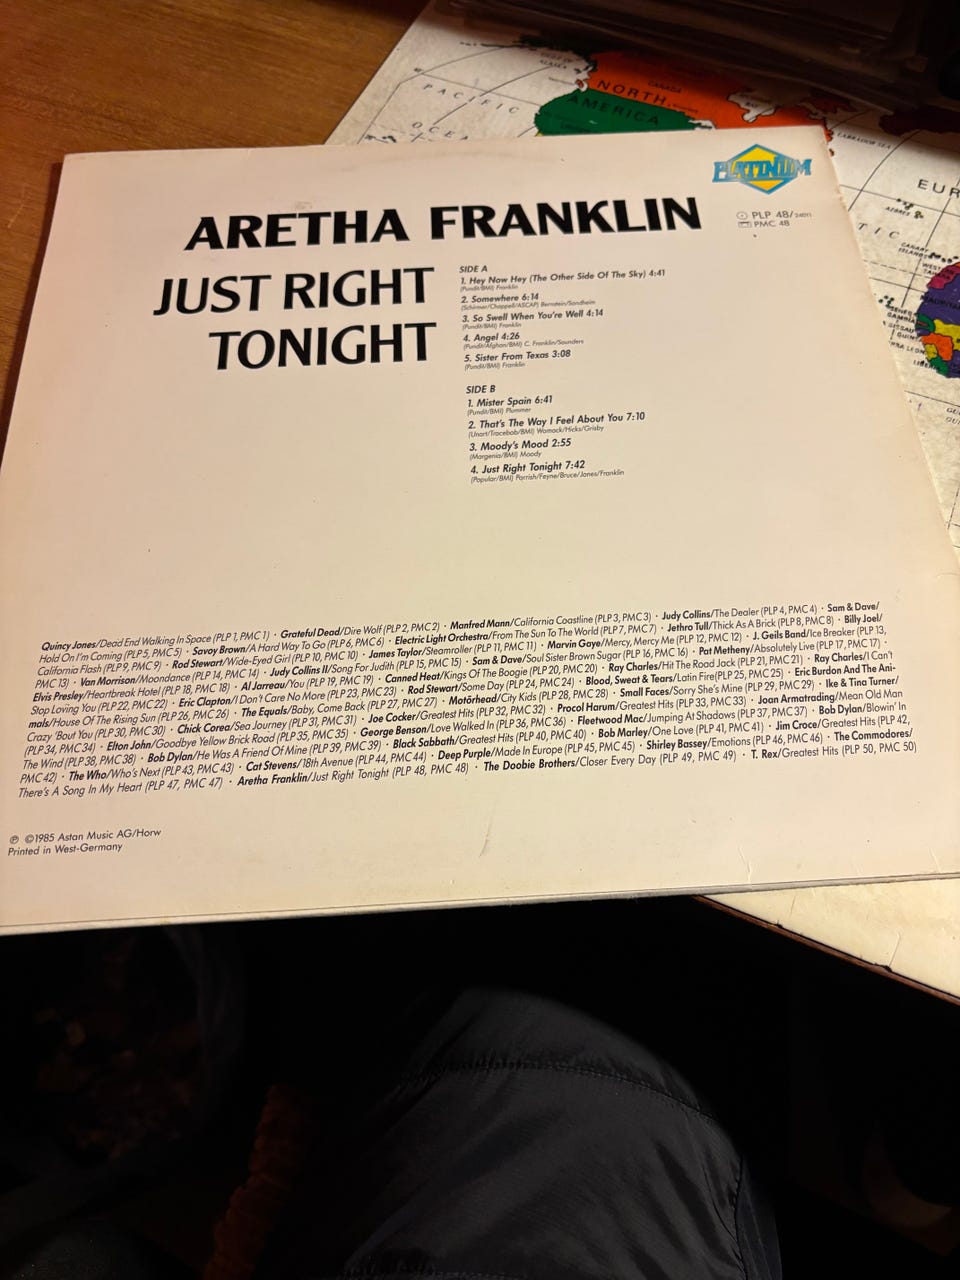 PACIFIC
OCEA
CANADA
NORTH
AMERICA
LABRADOR SEA
EUR
AZORES
TIC
CANARY
ISLANDS
PLATINUM
PLP 48/
PMC 48
ARETHA FRANKLIN
JUST RIGHT
TONIGHT
SIDE A
1. Hey Now Hey (The Other Side Of The Sky) 4:41
(Pundit/BMI) Franklin
2. Somewhere 6:14
(Schirmer/Chappell/ASCAP) Bernstein/Sondheim
3. So Swell When You're Well 4:14
(Pundit/BMI) Franklin
4. Angel 4:26
(Pundit/Afghan/BMI) C. Franklin/Saunders
5. Sister From Texas 3:08
(Pundit/BMI) Franklin
SIDE B
1. Mister Spain 6:41
(Pundit/BMI) Plummer
2. That's The Way I Feel About You 7:10
(Unart/Tracebob/BMI) Womack/Hicks/Grisby
3. Moody's Mood 2:55
(Margenia/BMI) Moody
4. Just Right Tonight 7:42
(Popular/BMI) Parrish/Feyne/Bruce/Jones/Franklin
Quincy Jones/Dead End Walking In Space (PLP 1, PMC 1) · Grateful Dead/Dire Wolf (PLP 2, PMC 2) · Manfred Mann/California Coastline (PLP 3, PMC 3) · Judy Collins/The Dealer (PLP 4, PMC 4) · Sam & Dave/
Hold On I'm Coming (PLP 5, PMC 5) · Savoy Brown/A Hard Way To Go (PLP 6, PMC 6) · Electric Light Orchestra/From The Sun To The World (PLP 7, PMC 7) · Jethro Tull/Thick As A Brick (PLP 8, PMC 8) · Billy Joel/
California Flash (PLP 9, PMC 9) · Rod Stewart/Wide-Eyed Girl (PLP 10, PMC 10) · James Taylor/Steamroller (PLP 11, PMC 11) · Marvin Gaye/Mercy, Mercy Me (PLP 12, PMC 12) · J. Geils Band/Ice Breaker (PLP 13,
PMC 13) · Van Morrison/Moondance (PLP 14, PMC 14) · Judy Collins II/Song For Judith (PLP 15, PMC 15) · Sam & Dave/Soul Sister Brown Sugar (PLP 16, PMC 16) · Pat Metheny/Absolutely Live (PLP 17, PMC 17) ·
Elvis Presley/Heartbreak Hotel (PLP 18, PMC 18) · Al Jarreau/You (PLP 19, PMC 19) · Canned Heat/Kings Of The Boogie (PLP 20, PMC 20) · Ray Charles/Hit The Road Jack (PLP 21, PMC 21) · Ray Charles/I Can't
Stop Loving You (PLP 22, PMC 22) · Eric Clapton/I Don't Care No More (PLP 23, PMC 23) · Rod Stewart/Some Day (PLP 24, PMC 24) · Blood, Sweat & Tears/Latin Fire (PLP 25, PMC 25) · Eric Burdon And The Ani-
mals/House Of The Rising Sun (PLP 26, PMC 26) · The Equals/Baby, Come Back (PLP 27, PMC 27) · Motörhead/City Kids (PLP 28, PMC 28) · Small Faces/Sorry She's Mine (PLP 29, PMC 29) · Ike & Tina Turner/
Crazy 'Bout You (PLP 30, PMC 30) · Chick Corea/Sea Journey (PLP 31, PMC 31) · Joe Cocker/Greatest Hits (PLP 32, PMC 32) · Procol Harum/Greatest Hits (PLP 33, PMC 33) · Joan Armatrading/Mean Old Man
(PLP 34, PMC 34) · Elton John/Goodbye Yellow Brick Road (PLP 35, PMC 35) · George Benson/Love Walked In (PLP 36, PMC 36) · Fleetwood Mac/Jumping At Shadows (PLP 37, PMC 37) · Bob Dylan/Blowin' In
The Wind (PLP 38, PMC 38) · Bob Dylan/He Was A Friend Of Mine (PLP 39, PMC 39) · Black Sabbath/Greatest Hits (PLP 40, PMC 40) · Bob Marley/One Love (PLP 41, PMC 41) · Jim Croce/Greatest Hits (PLP 42,
PMC 42) · The Who/Who's Next (PLP 43, PMC 43) · Cat Stevens/18th Avenue (PLP 44, PMC 44) · Deep Purple/Made In Europe (PLP 45, PMC 45) · Shirley Bassey/Emotions (PLP 46, PMC 46) · The Commodores/
There's A Song In My Heart (PLP 47, PMC 47) · Aretha Franklin/Just Right Tonight (PLP 48, PMC 48) · The Doobie Brothers/Closer Every Day (PLP 49, PMC 49) · T. Rex/Greatest Hits (PLP 50, PMC 50)
℗ ©1985 Astan Music AG/Horw
Printed in West-Germany